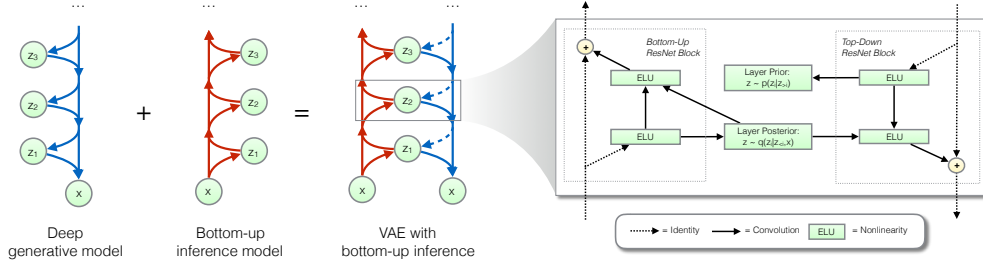 ...
z3
z2
z1
x
Deep
generative model
+
...
z3
z2
z1
x
Bottom-up
inference model
=
...
...
z3
z2
z1
x
x
VAE with
bottom-up inference
Bottom-Up
ResNet Block
Top-Down
ResNet Block
+
ELU
Layer Prior:
ELU
ELU
Layer Posterior:
ELU
+
= Identity
= Convolution
ELU
= Nonlinearity